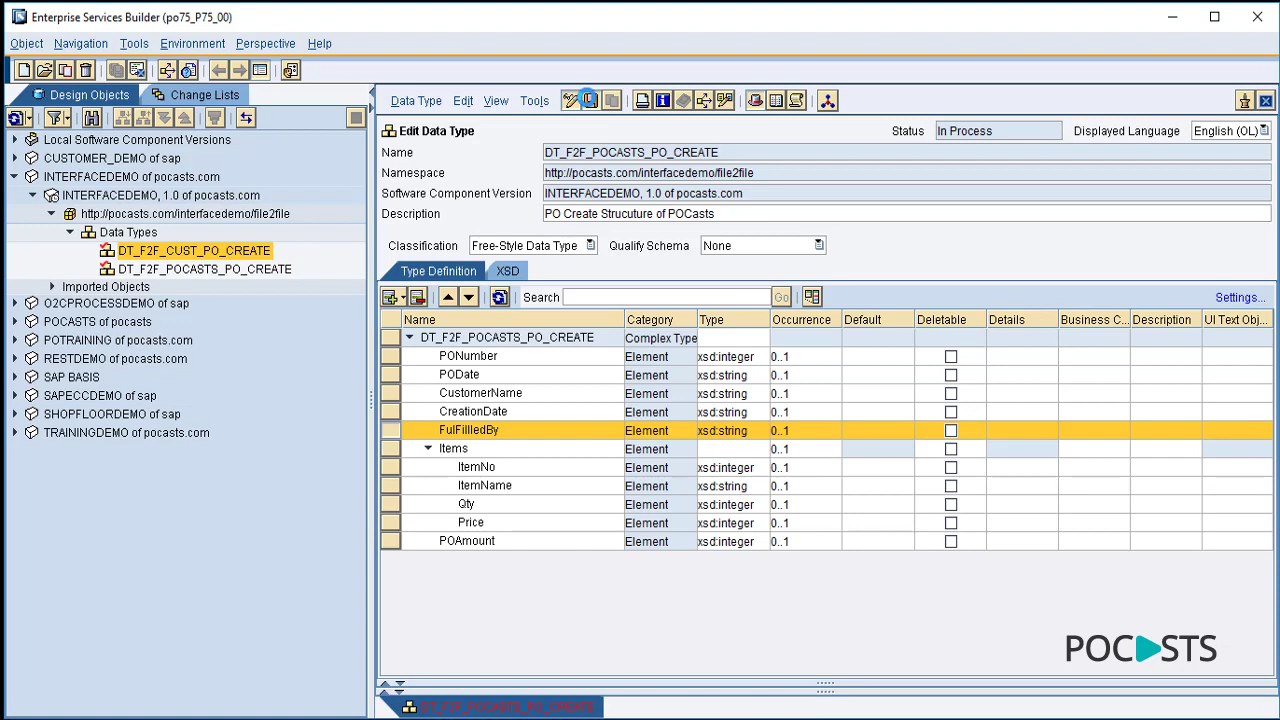 Enterprise Services Builder (po75_P75_00)
Object Navigation Tools Environment Perspective Help
Design Objects Change Lists
Local Software Component Versions
CUSTOMER_DEMO of sap
INTERFACEDEMO of pocasts.com
INTERFACEDEMO, 1.0 of pocasts.com
http://pocasts.com/interfacedemo/file2file
Data Types
DT_F2F_CUST_PO_CREATE
DT_F2F_POCASTS_PO_CREATE
Imported Objects
O2CPROCESSDEMO of sap
POCASTS of pocasts
POTRAINING of pocasts.com
RESTDEMO of pocasts.com
SAP BASIS
SAPECCDEMO of pocasts.com
SHOPFLOORDEMO of sap
TRAININGDEMO of pocasts.com
Data Type Edit View Tools
Edit Data Type Status In Process Displayed Language English (OL)
Name DT_F2F_POCASTS_PO_CREATE
Namespace http://pocasts.com/interfacedemo/file2file
Software Component Version INTERFACEDEMO, 1.0 of pocasts.com
Description PO Create Strucuture of POCasts
Classification Free-Style Data Type Qualify Schema None
Type Definition XSD
Search Go Settings...
Name Category Type Occurrence Default Deletable Details Business C... Description UI Text Obj...
DT_F2F_POCASTS_PO_CREATE Complex Type
PONumber Element xsd:integer 0..1
PODate Element xsd:string 0..1
CustomerName Element xsd:string 0..1
CreationDate Element xsd:string 0..1
FulFillledBy Element xsd:string 0..1
Items Element 0..1
ItemNo Element xsd:integer 0..1
ItemName Element xsd:string 0..1
Qty Element xsd:integer 0..1
Price Element xsd:integer 0..1
POAmount Element xsd:integer 0..1
POCASTS
DT_F2F_POCASTS_PO_CREATE